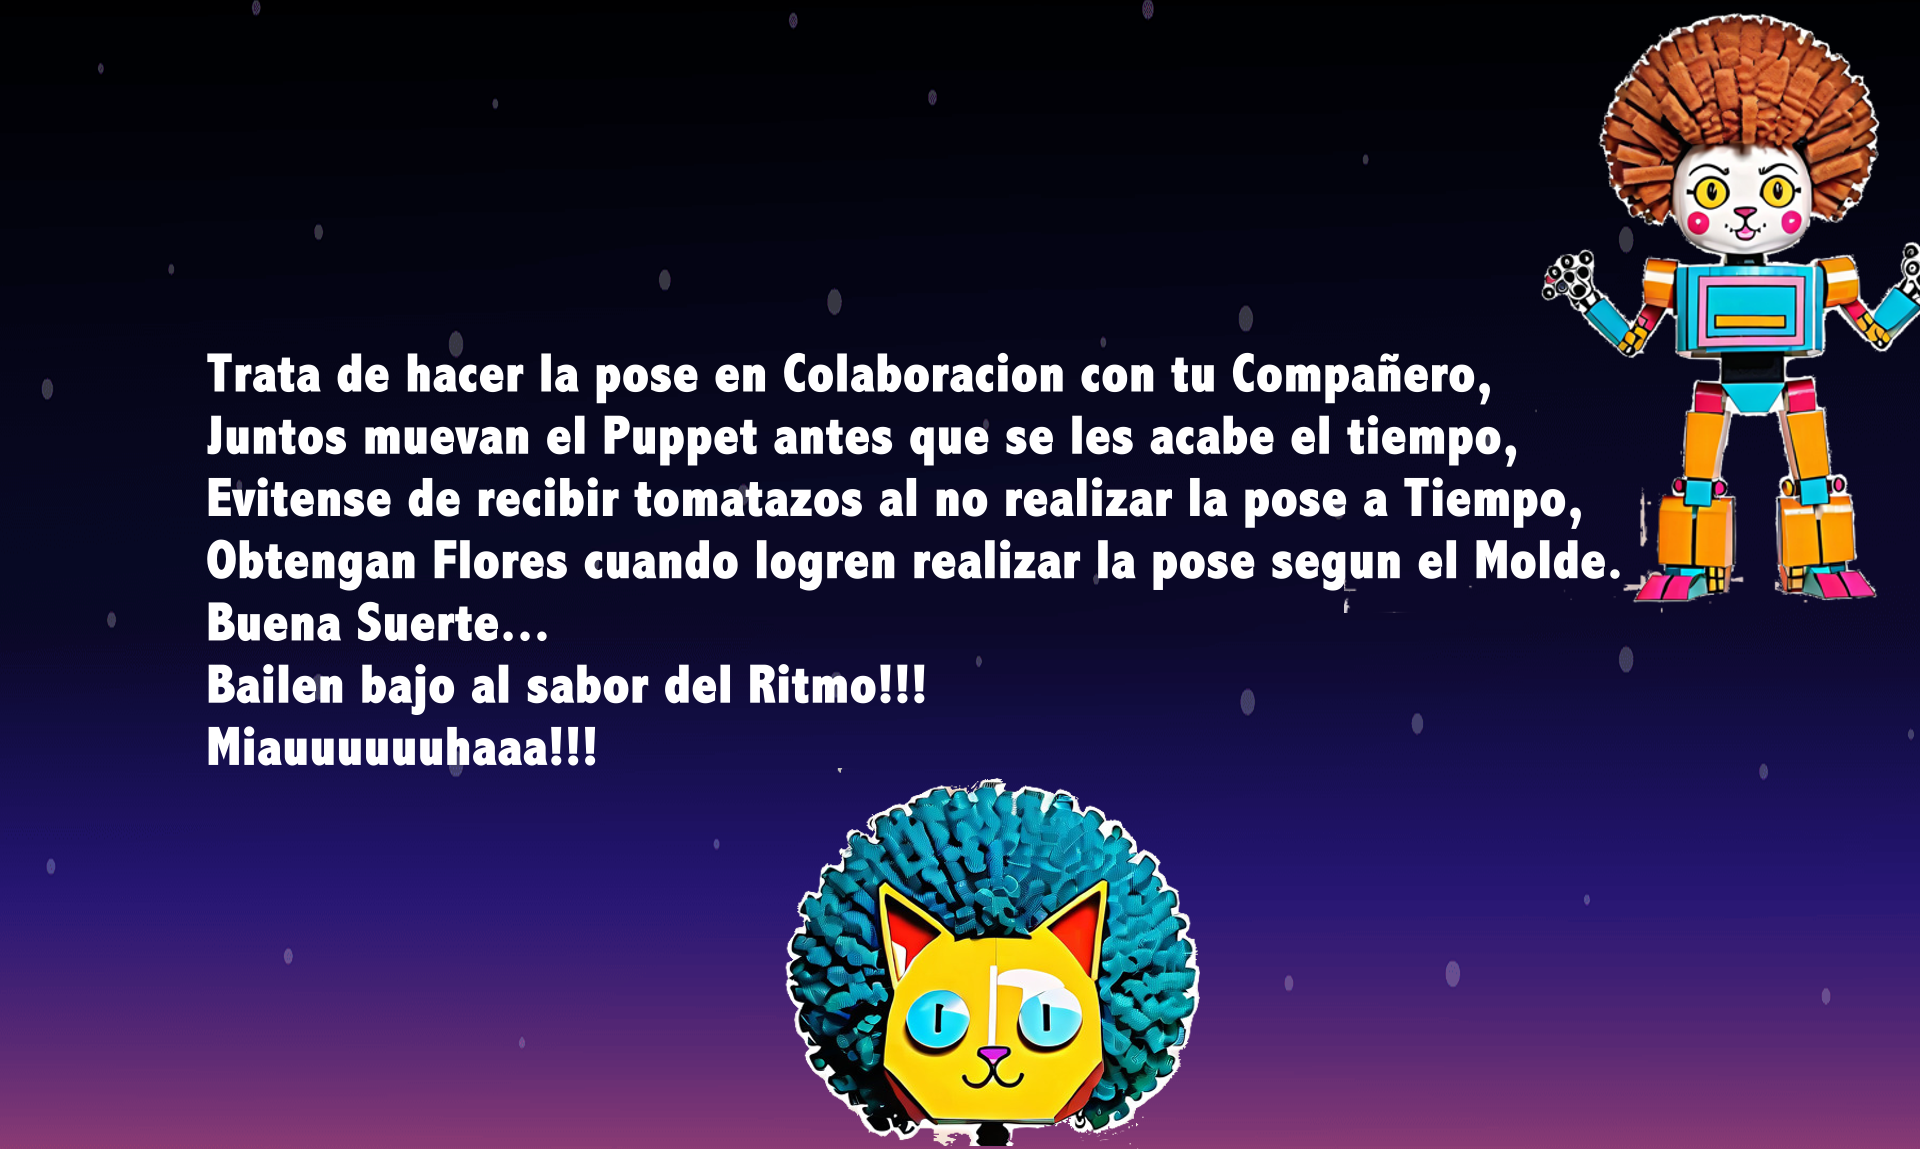 Trata de hacer la pose en Colaboracion con tu Compañero,
Juntos muevan el Puppet antes que se les acabe el tiempo,
Evitense de recibir tomatazos al no realizar la pose a Tiempo,
Obtengan Flores cuando logren realizar la pose segun el Molde.
Buena Suerte...
Bailen bajo al sabor del Ritmo!!!
Miauuuuuuuhaaa!!!